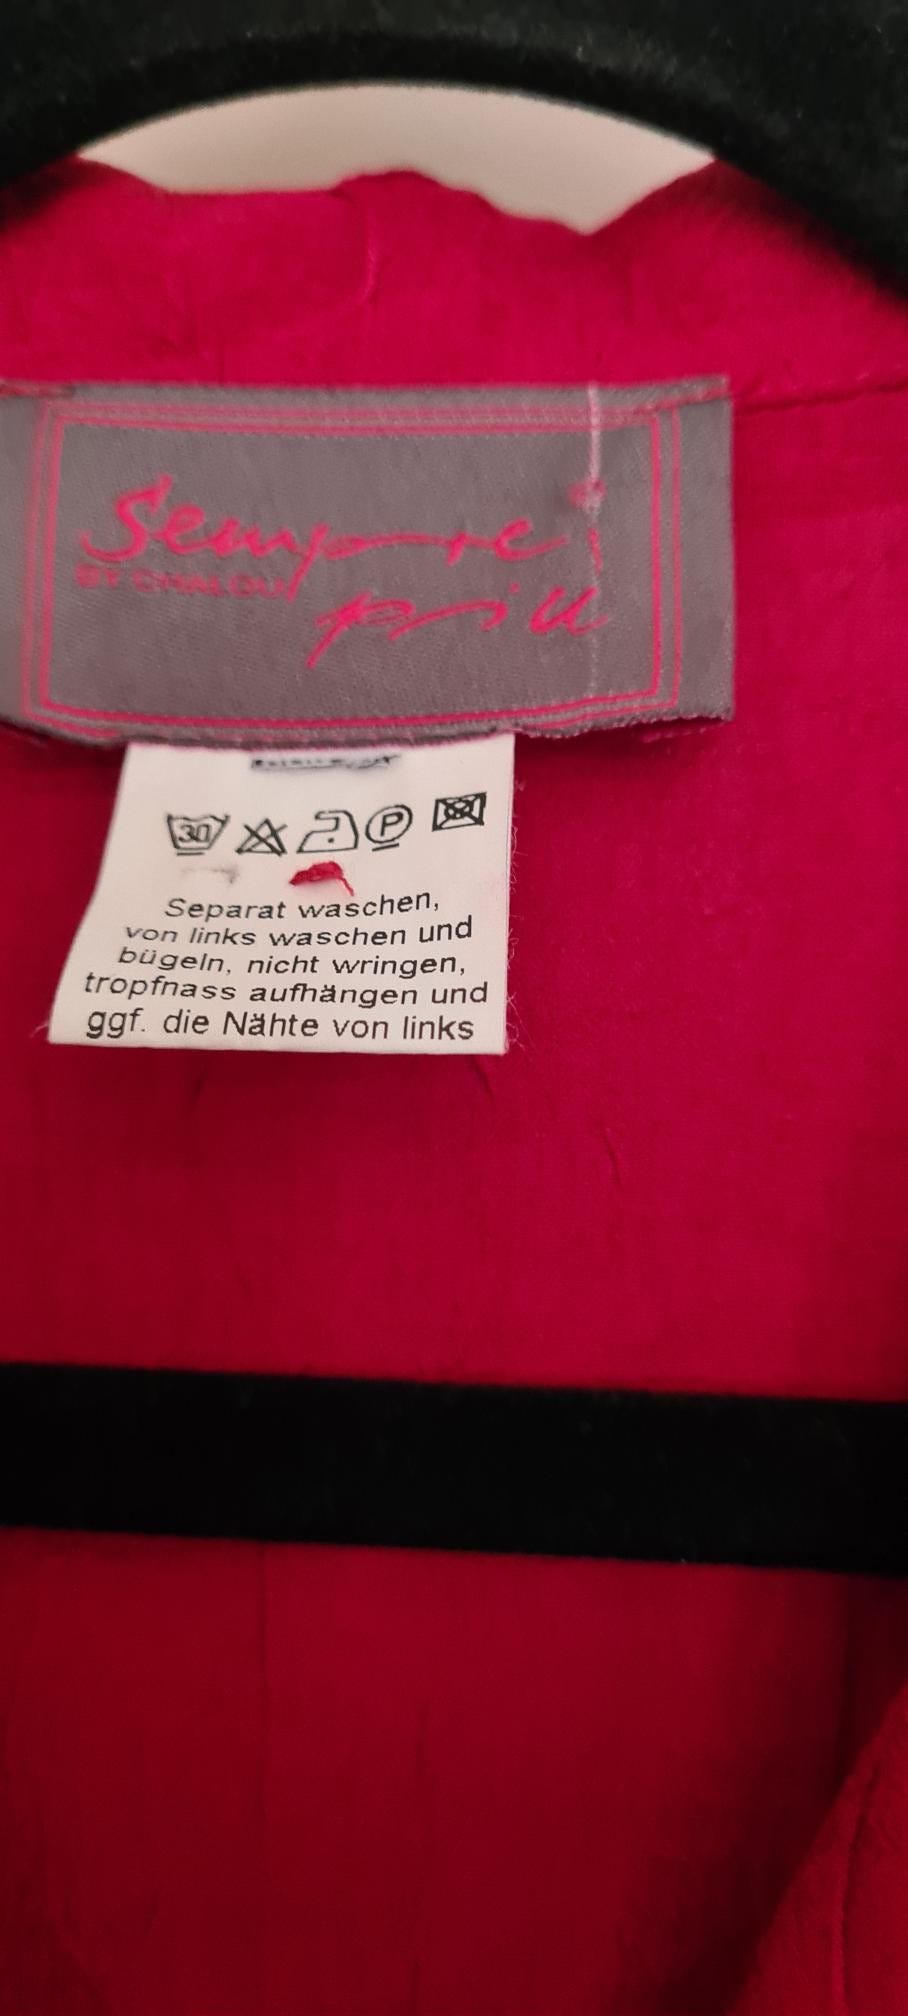 Sempre
BY CHALOU
più
30 P
Separat waschen,
von links waschen und
bügeln, nicht wringen,
tropfnass aufhängen und
ggf. die Nähte von links